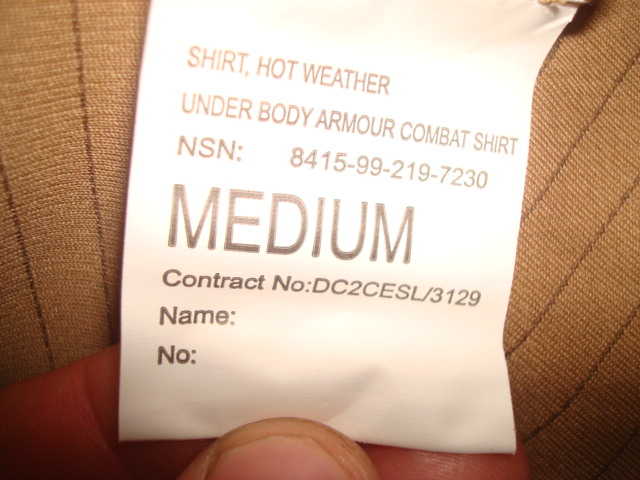 SHIRT, HOT WEATHER
UNDER BODY ARMOUR COMBAT SHIRT
NSN: 8415-99-219-7230
MEDIUM
Contract No:DC2CESL/3129
Name:
No: